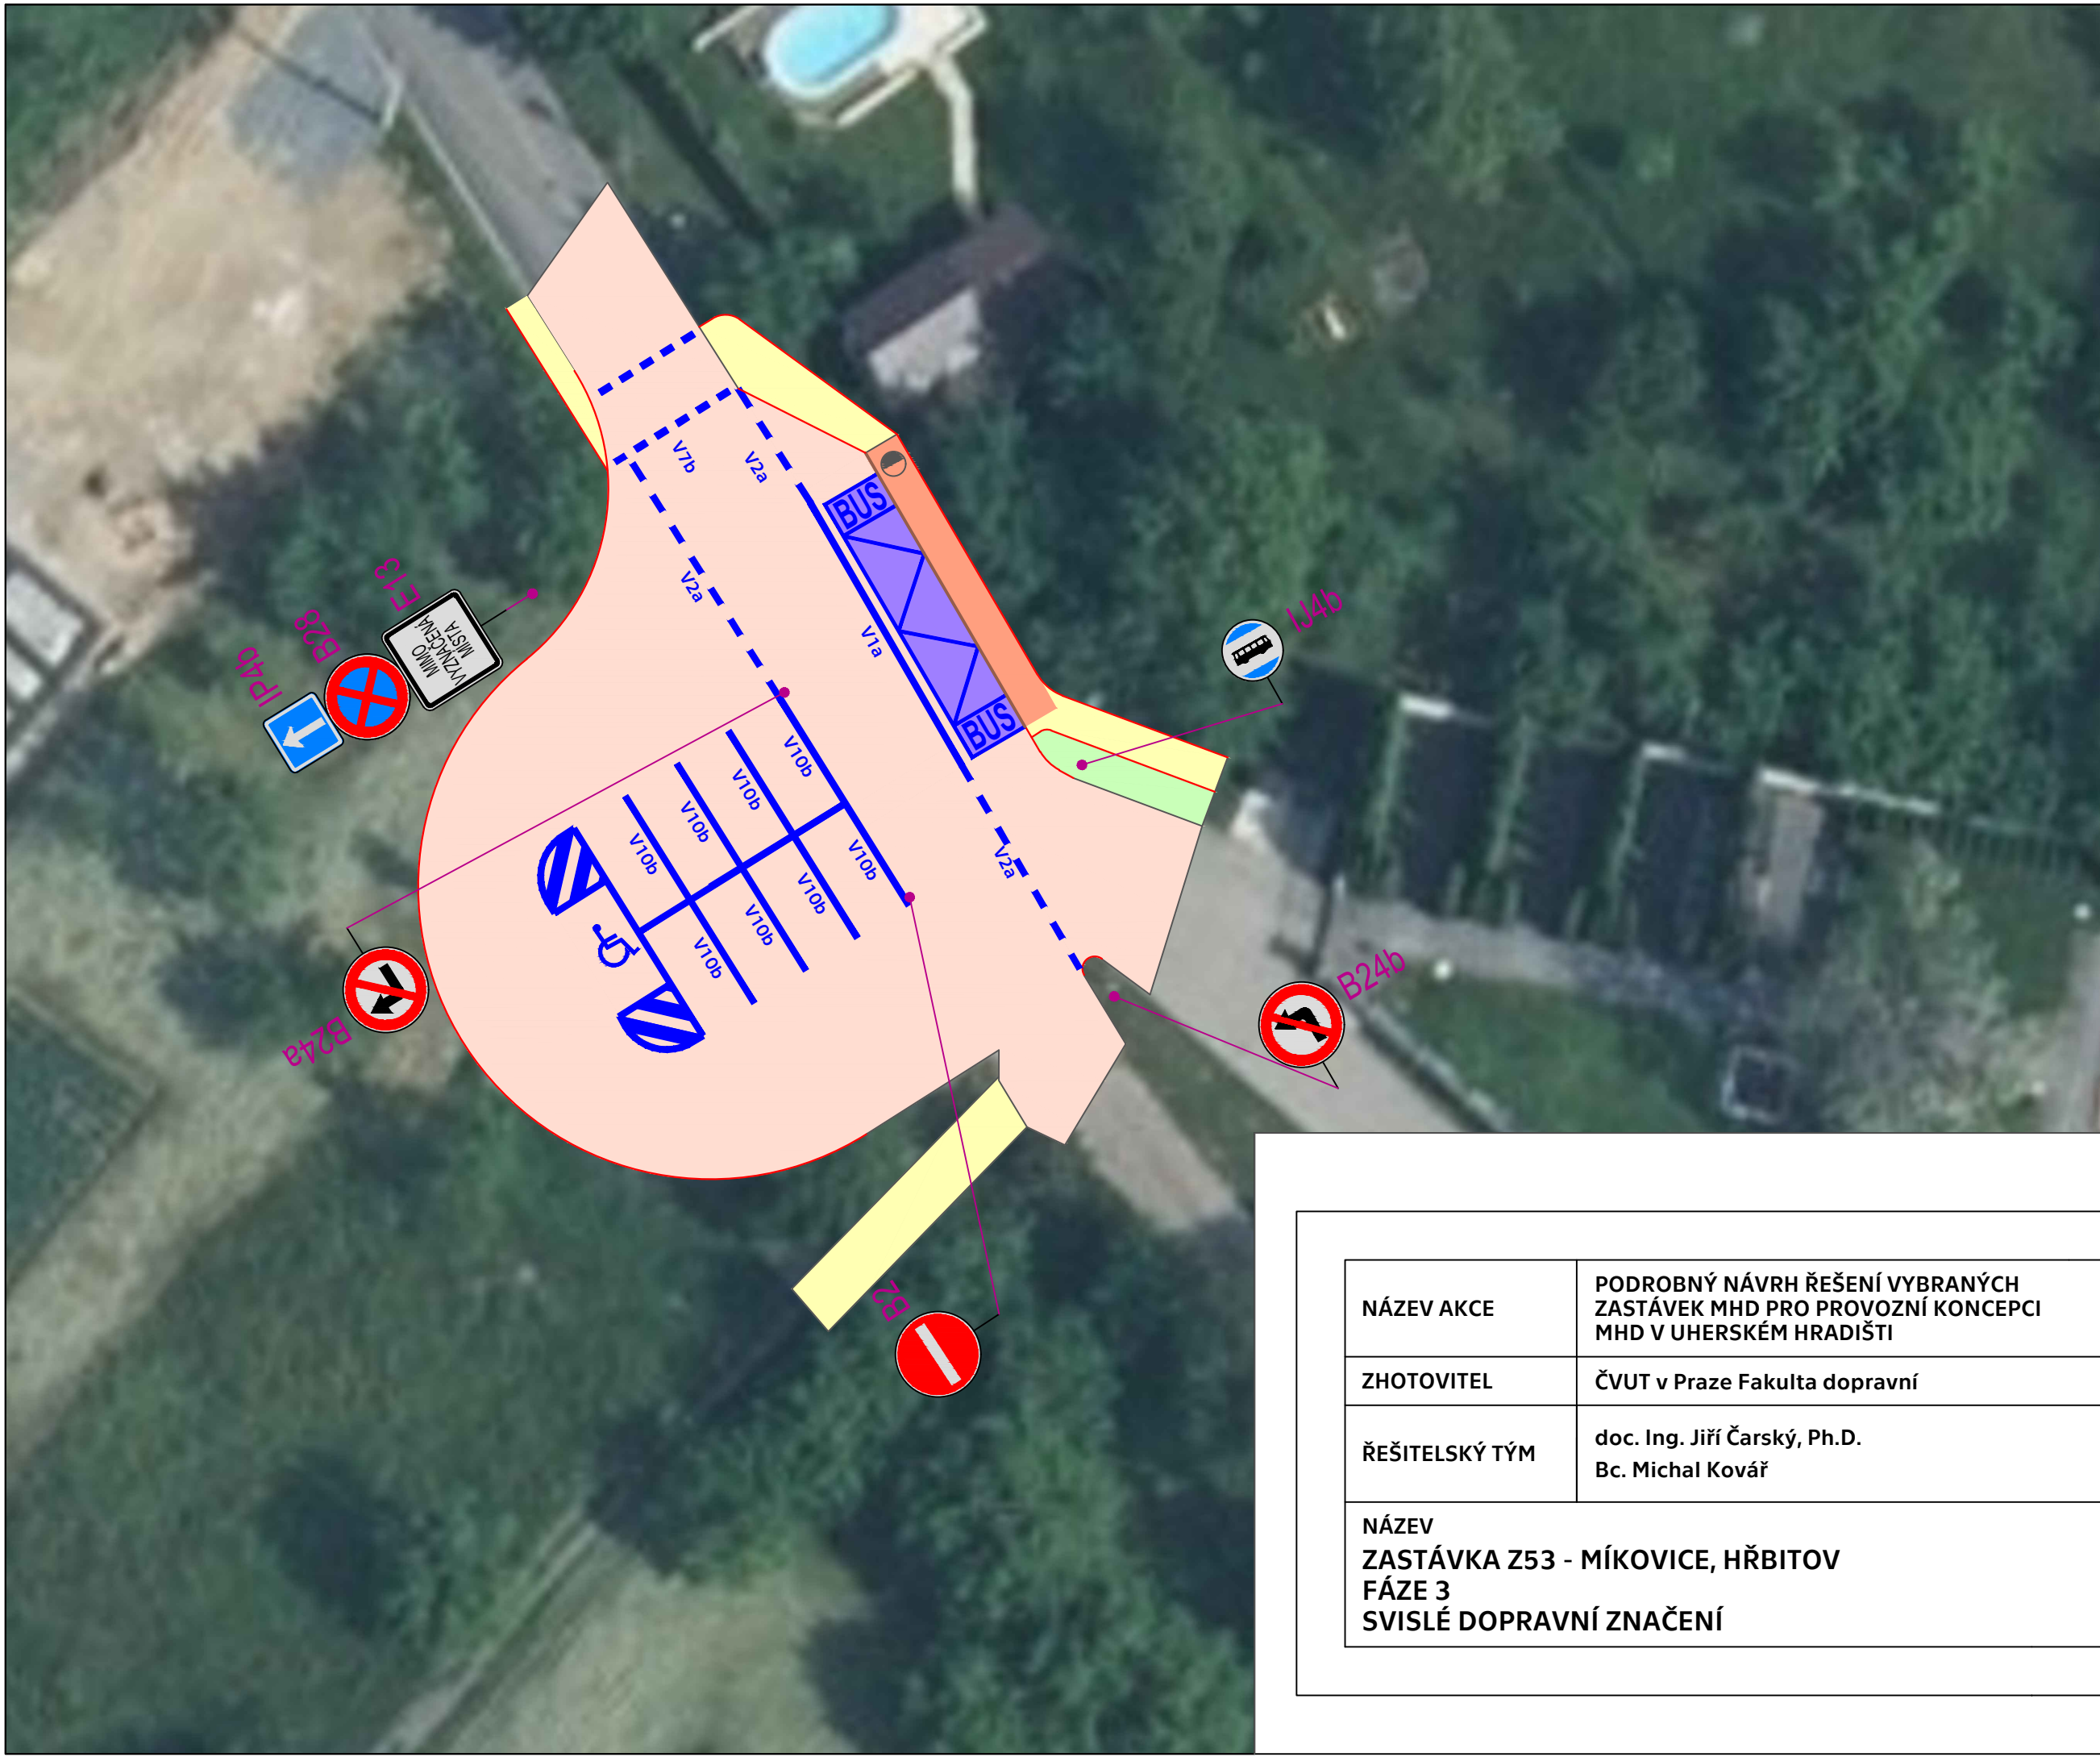 V7b
V2a
BUS
V2a
V1a
BUS
V2a
E13
MIMO
VYZNAČENÁ
MÍSTA
B28
IP4b
IJ4b
V10b
V10b
V10b
V10b
V10b
V10b
V10b
V10b
B24a
B24b
B2
NÁZEV AKCE
PODROBNÝ NÁVRH ŘEŠENÍ VYBRANÝCH
ZASTÁVEK MHD PRO PROVOZNÍ KONCEPCI
MHD V UHERSKÉM HRADIŠTI
ZHOTOVITEL
ČVUT v Praze Fakulta dopravní
ŘEŠITELSKÝ TÝM
doc. Ing. Jiří Čarský, Ph.D.
Bc. Michal Kovář
NÁZEV
ZASTÁVKA Z53 - MÍKOVICE, HŘBITOV
FÁZE 3
SVISLÉ DOPRAVNÍ ZNAČENÍ